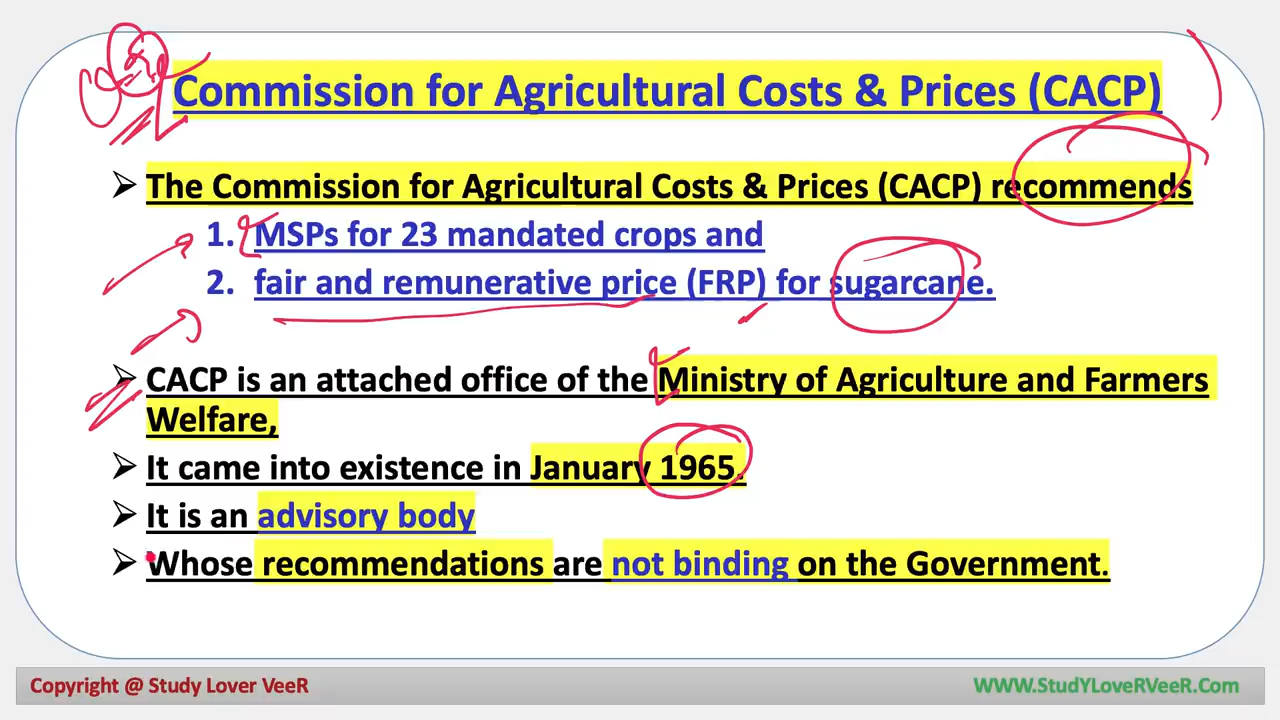 Commission for Agricultural Costs & Prices (CACP)
➢ The Commission for Agricultural Costs & Prices (CACP) recommends
1. MSPs for 23 mandated crops and
2. fair and remunerative price (FRP) for sugarcane.
➢ CACP is an attached office of the Ministry of Agriculture and Farmers
Welfare,
➢ It came into existence in January 1965.
➢ It is an advisory body
➢ Whose recommendations are not binding on the Government.
Copyright @ Study Lover VeeR
WWW.StudYLoveRVeeR.Com